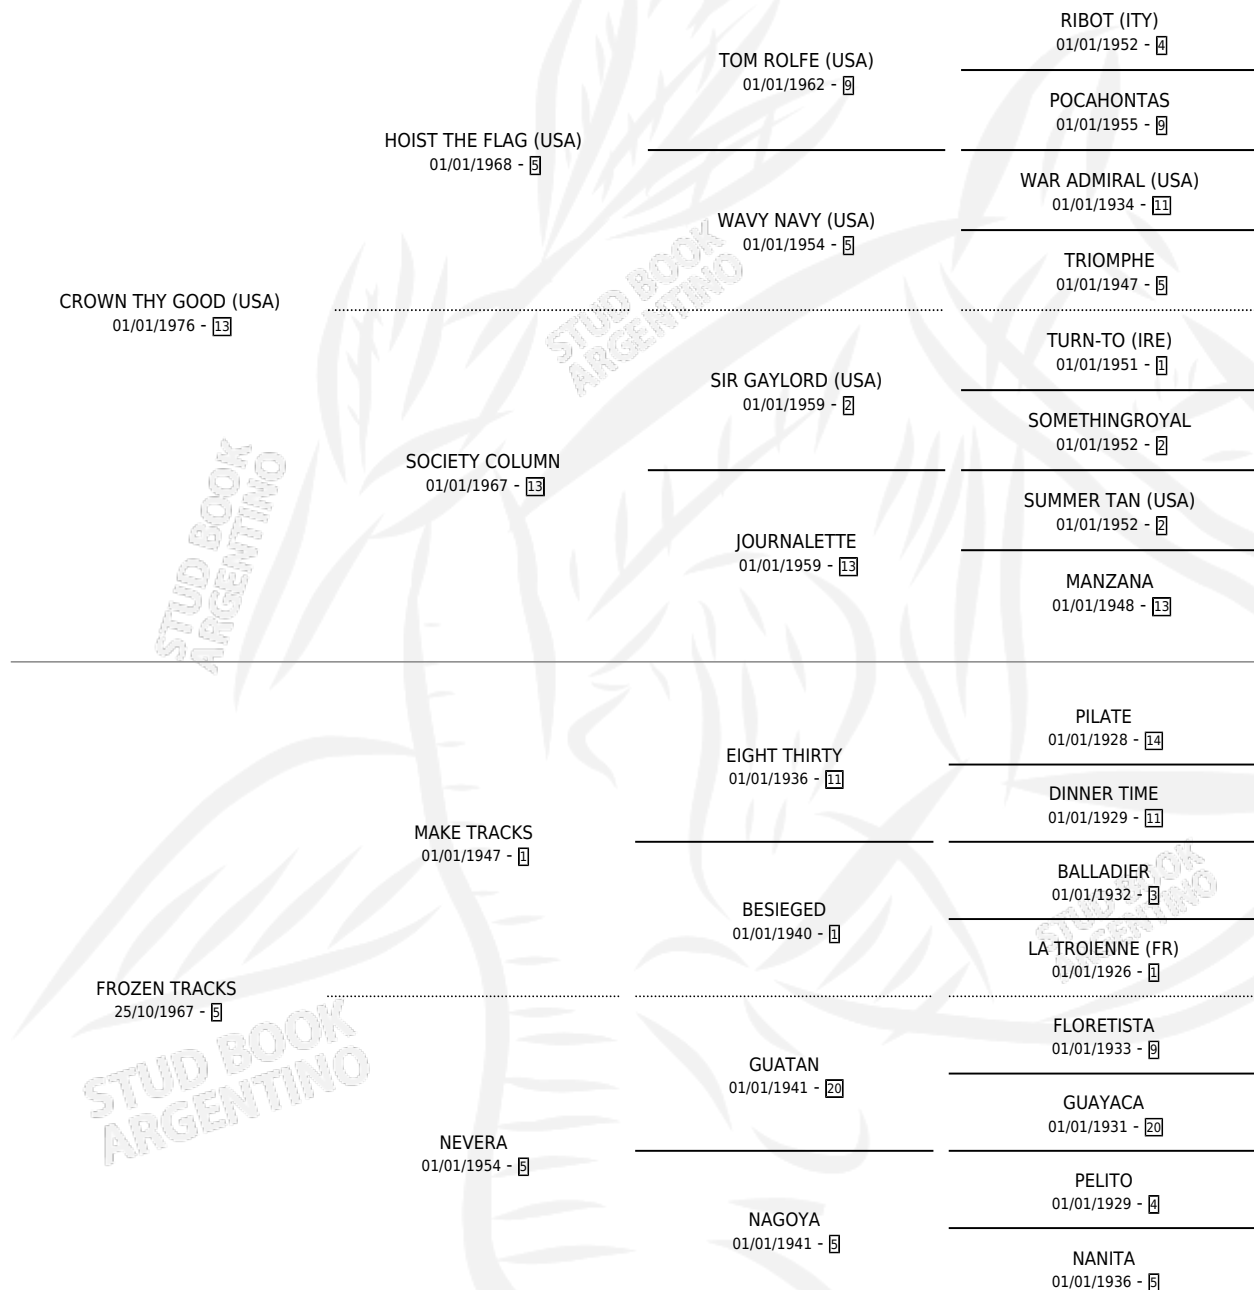 RIBOT (ITY)
01/01/1952 - 4
TOM ROLFE (USA)
01/01/1962 - 9
POCAHONTAS
01/01/1955 - 9
HOIST THE FLAG (USA)
01/01/1968 - 5
WAR ADMIRAL (USA)
01/01/1934 - 11
WAVY NAVY (USA)
01/01/1954 - 5
TRIOMPHE
01/01/1947 - 5
CROWN THY GOOD (USA)
01/01/1976 - 13
TURN-TO (IRE)
01/01/1951 - 1
SIR GAYLORD (USA)
01/01/1959 - 2
SOMETHINGROYAL
01/01/1952 - 2
SOCIETY COLUMN
01/01/1967 - 13
SUMMER TAN (USA)
01/01/1952 - 2
JOURNALETTE
01/01/1959 - 13
MANZANA
01/01/1948 - 13
STUD BOOK
ARGENTINO
STUD BOOK
ARGENTINO
PILATE
01/01/1928 - 14
EIGHT THIRTY
01/01/1936 - 11
DINNER TIME
01/01/1929 - 11
MAKE TRACKS
01/01/1947 - 1
BALLADIER
01/01/1932 - 3
BESIEGED
01/01/1940 - 1
LA TROIENNE (FR)
01/01/1926 - 1
FROZEN TRACKS
25/10/1967 - 5
FLORETISTA
01/01/1933 - 9
GUATAN
01/01/1941 - 20
GUAYACA
01/01/1931 - 20
NEVERA
01/01/1954 - 5
PELITO
01/01/1929 - 4
NAGOYA
01/01/1941 - 5
NANITA
01/01/1936 - 5
STUD BOOK
ARGENTINO
STUD BOOK
ARGENTINO